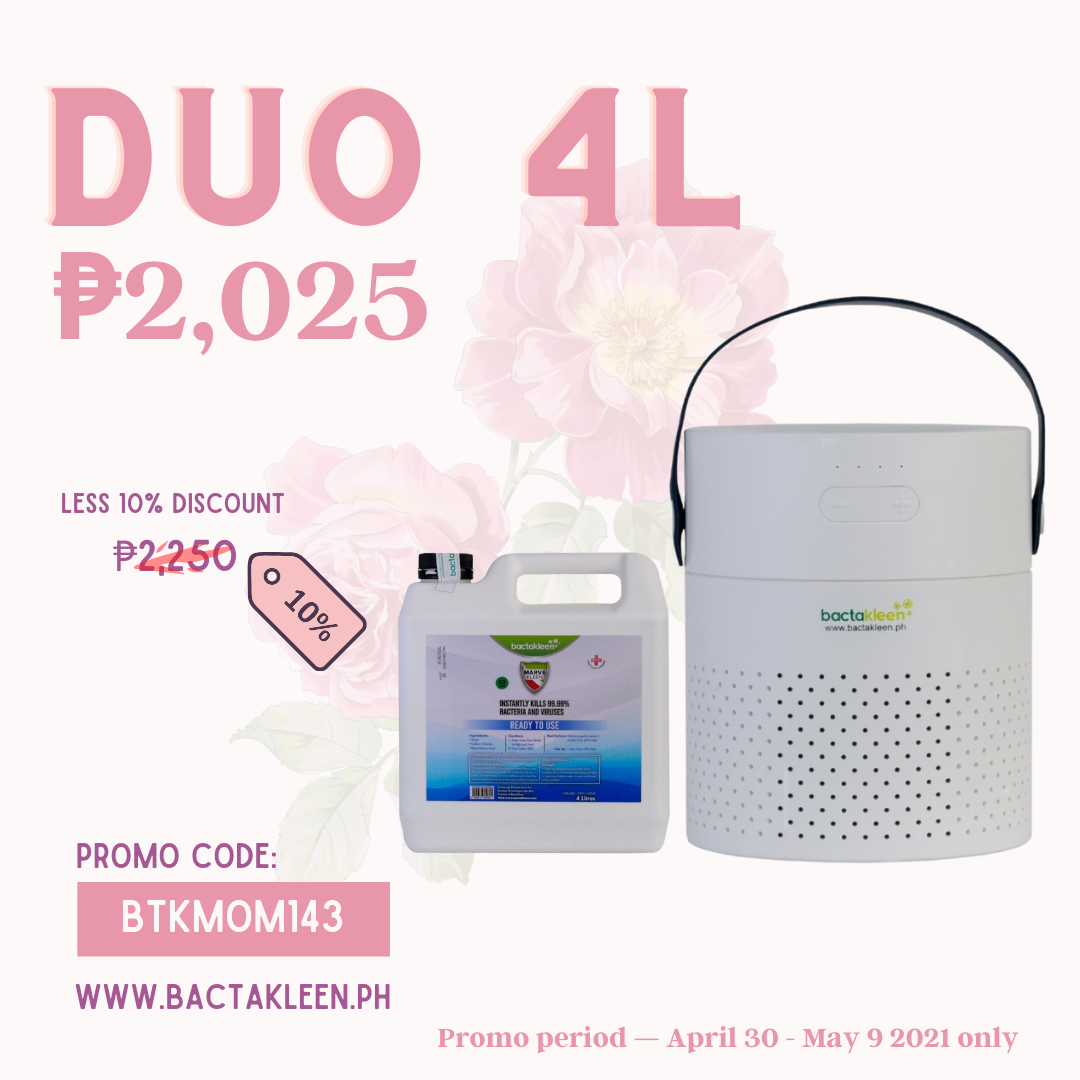 DUO 4L
₱2,025
LESS 10% DISCOUNT
₱2,250
10%
bactakleen
www.bactakleen.ph
bactakleen
MARVEL
KLEEN
INSTANTLY KILLS 99.99%
BACTERIA AND VIRUSES
READY TO USE
4 Litres
PROMO CODE:
BTKMOM143
WWW.BACTAKLEEN.PH
Promo period — April 30 - May 9 2021 only